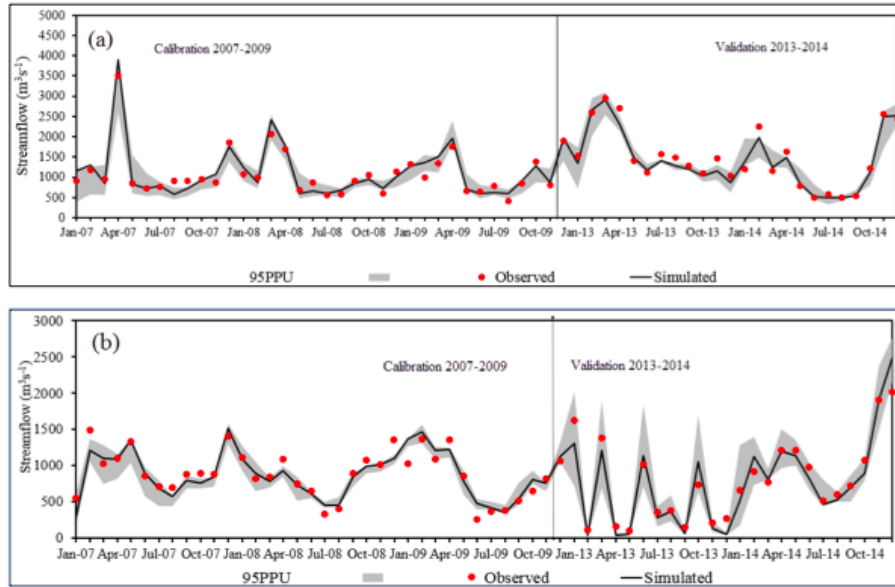 (a)
Calibration 2007-2009
Validation 2013-2014
Streamflow (m³s⁻¹)
5000
4500
4000
3500
3000
2500
2000
1500
1000
500
0
Jan-07 Apr-07 Jul-07 Oct-07 Jan-08 Apr-08 Jul-08 Oct-08 Jan-09 Apr-09 Jul-09 Oct-09 Jan-13 Apr-13 Jul-13 Oct-13 Jan-14 Apr-14 Jul-14 Oct-14
95PPU Observed Simulated
(b)
Calibration 2007-2009
Validation 2013-2014
Streamflow (m³s⁻¹)
3000
2500
2000
1500
1000
500
0
Jan-07 Apr-07 Jul-07 Oct-07 Jan-08 Apr-08 Jul-08 Oct-08 Jan-09 Apr-09 Jul-09 Oct-09 Jan-13 Apr-13 Jul-13 Oct-13 Jan-14 Apr-14 Jul-14 Oct-14
95PPU Observed Simulated